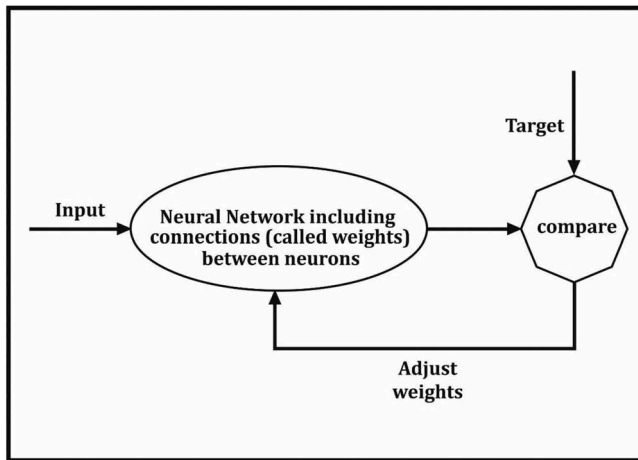 Target
Input
Neural Network including
connections (called weights)
between neurons
compare
Adjust
weights